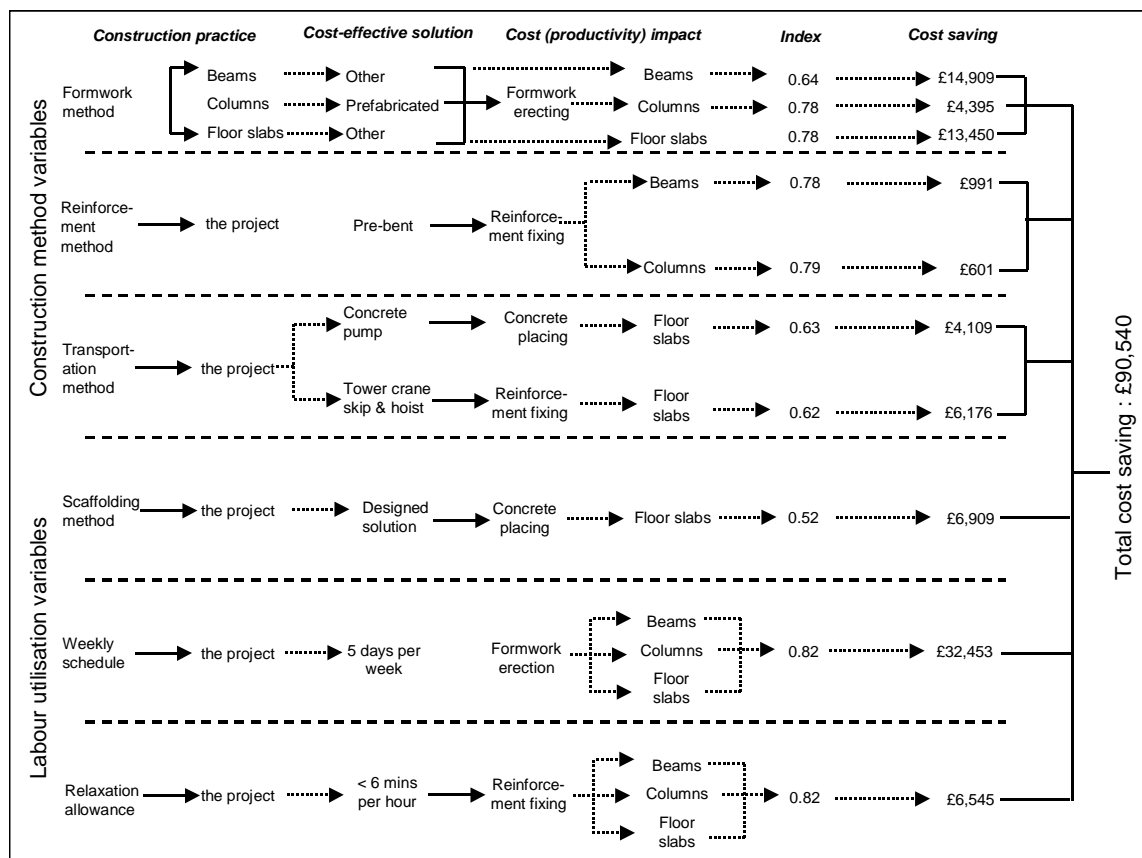 Construction practice
Cost-effective solution
Cost (productivity) impact
Index
Cost saving
Construction method variables
Formwork
method
Beams
Other
Beams
0.64
£14,909
Columns
Prefabricated
Formwork
erecting
Columns
0.78
£4,395
Floor slabs
Other
Floor slabs
0.78
£13,450
Reinforce-
ment
method
the project
Pre-bent
Reinforce-
ment fixing
Beams
0.78
£991
Columns
0.79
£601
Transport-
ation
method
the project
Concrete
pump
Concrete
placing
Floor
slabs
0.63
£4,109
Tower crane
skip & hoist
Reinforce-
ment fixing
Floor
slabs
0.62
£6,176
Labour utilisation variables
Scaffolding
method
the project
Designed
solution
Concrete
placing
Floor slabs
0.52
£6,909
Weekly
schedule
the project
5 days per
week
Formwork
erection
Beams
Columns
Floor
slabs
0.82
£32,453
Relaxation
allowance
the project
< 6 mins
per hour
Reinforce-
ment fixing
Beams
Columns
Floor
slabs
0.82
£6,545
Total cost saving : £90,540